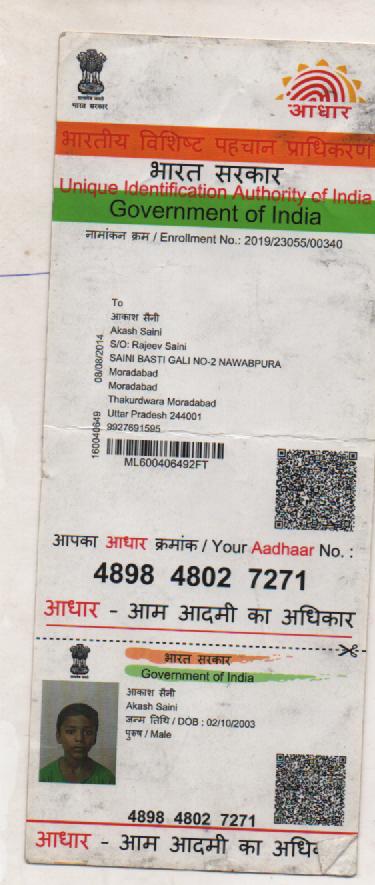 भारत सरकार
आधार
भारतीय विशिष्ट पहचान प्राधिकरण
भारत सरकार
Unique Identification Authority of India
Government of India
नामांकन क्रम / Enrollment No.: 2019/23055/00340
To
आकाश सैनी
Akash Saini
S/O: Rajeev Saini
SAINI BASTI GALI NO-2 NAWABPURA
Moradabad
Moradabad
Thakurdwara Moradabad
Uttar Pradesh 244001
9927691595
08/08/2014
160040649
ML600406492FT
आपका आधार क्रमांक / Your Aadhaar No. :
4898 4802 7271
आधार - आम आदमी का अधिकार
भारत सरकार
Government of India
आकाश सैनी
Akash Saini
जन्म तिथि / DOB : 02/10/2003
पुरुष / Male
4898 4802 7271
आधार - आम आदमी का